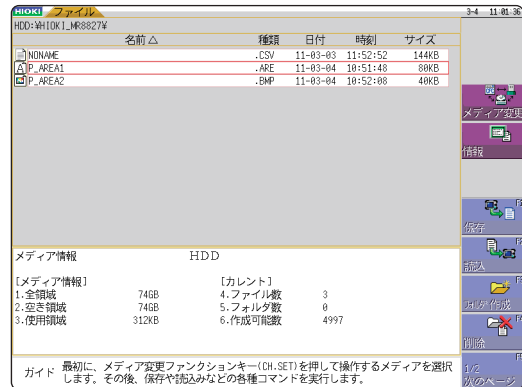 HIOKI ファイル
3-4 11:01:36
HDD:¥HIOKI_MR8827¥
名前△ 種類 日付 時刻 サイズ
NONAME .CSV 11-03-03 11:52:52 144KB
P_AREA1 .ARE 11-03-04 10:51:48 80KB
P_AREA2 .BMP 11-03-04 10:52:08 40KB
メディア変更
情報
保存
読込
削除
1/2
次のページ
メディア情報 HDD
[メディア情報] [カレント]
1.全領域 74GB 4.ファイル数 3
2.空き領域 74GB 5.フォルダ数 0
3.使用領域 312KB 6.作成可能数 4997
ガイド 最初に、メディア変更ファンクションキー(CH.SET)を押して操作するメディアを選択
します。その後、保存や読込みなどの各種コマンドを実行します。